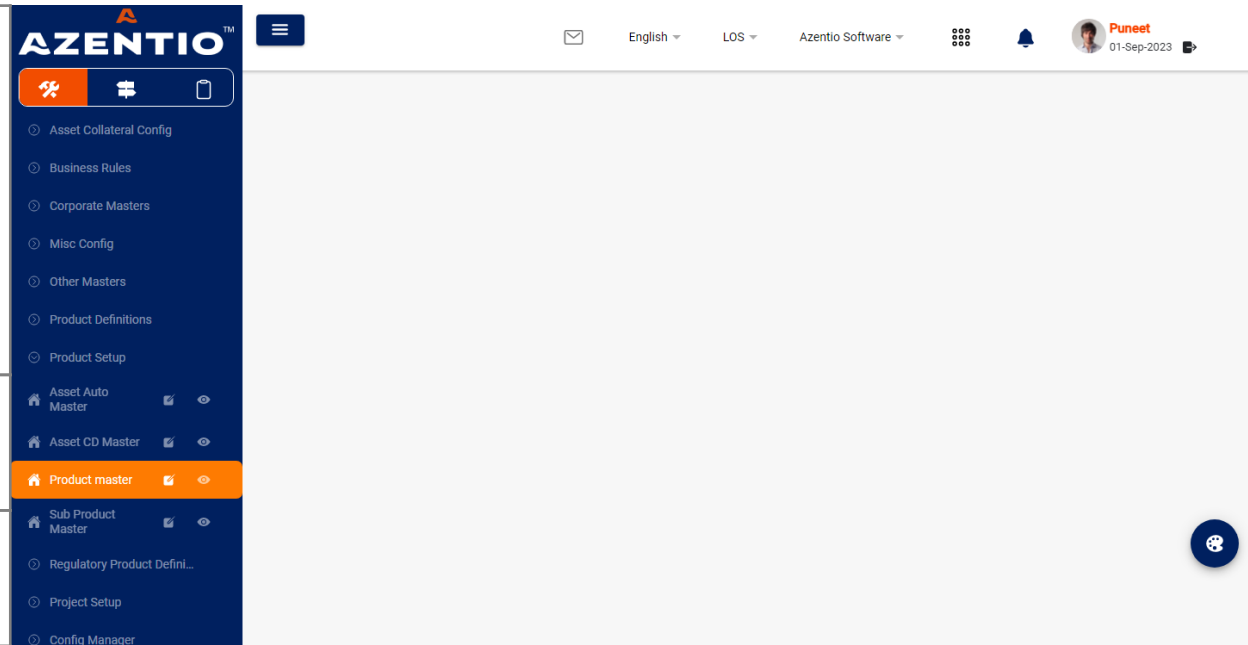 AZENTIO™
English
LOS
Azentio Software
Puneet
01-Sep-2023
Asset Collateral Config
Business Rules
Corporate Masters
Misc Config
Other Masters
Product Definitions
Product Setup
Asset Auto
Master
Asset CD Master
Product master
Sub Product
Master
Regulatory Product Defini...
Project Setup
Config Manager